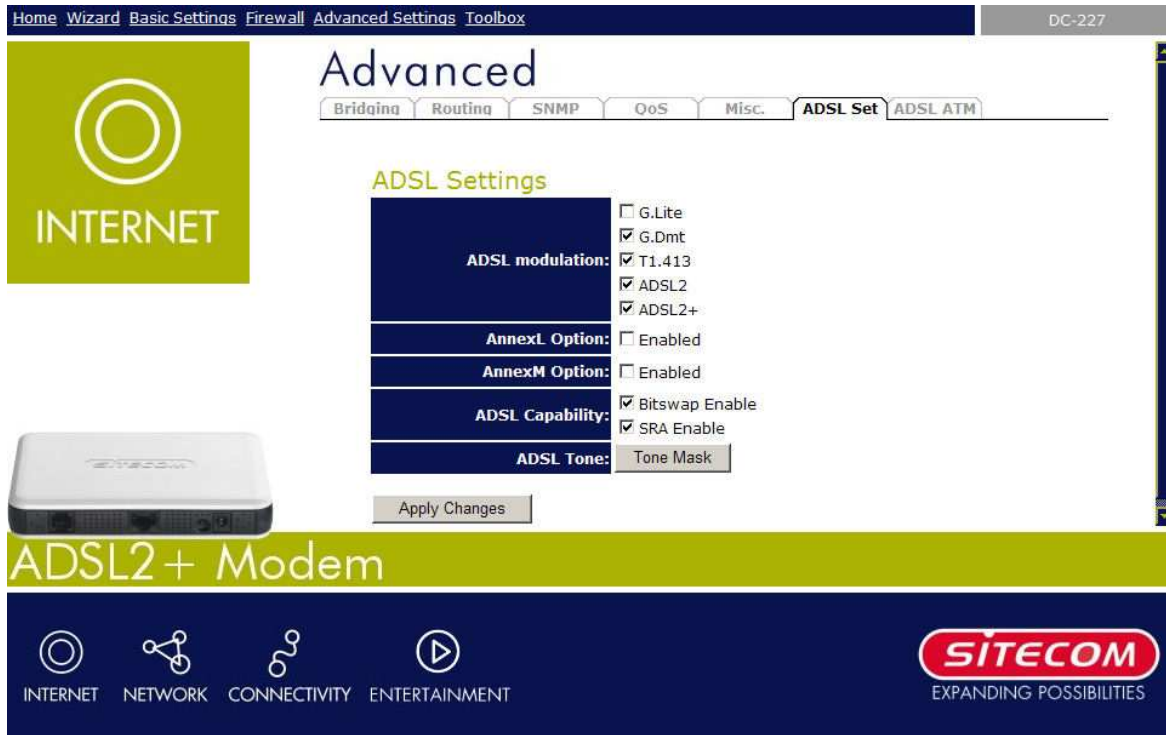 Home Wizard Basic Settings Firewall Advanced Settings Toolbox
DC-227
INTERNET
Advanced
Bridging Routing SNMP QoS Misc. ADSL Set ADSL ATM
ADSL Settings
ADSL modulation:
G.Lite
G.Dmt
T1.413
ADSL2
ADSL2+
AnnexL Option: Enabled
AnnexM Option: Enabled
ADSL Capability:
Bitswap Enable
SRA Enable
ADSL Tone: Tone Mask
Apply Changes
SITECOM
ADSL2+ Modem
INTERNET NETWORK CONNECTIVITY ENTERTAINMENT
SITECOM
EXPANDING POSSIBILITIES